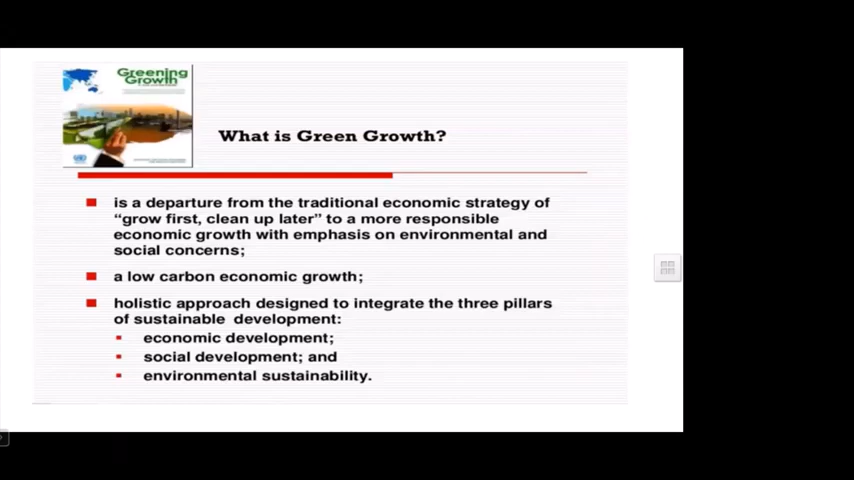 Greening
Growth
What is Green Growth?
is a departure from the traditional economic strategy of
“grow first, clean up later” to a more responsible
economic growth with emphasis on environmental and
social concerns;
a low carbon economic growth;
holistic approach designed to integrate the three pillars
of sustainable development:
economic development;
social development; and
environmental sustainability.